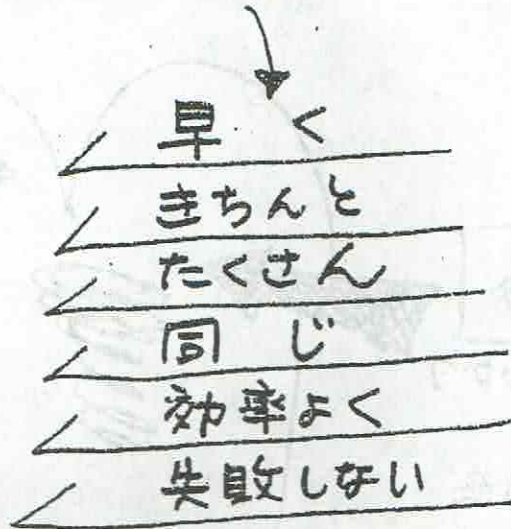 早く
きちんと
たくさん
同じ
効率よく
失敗しない